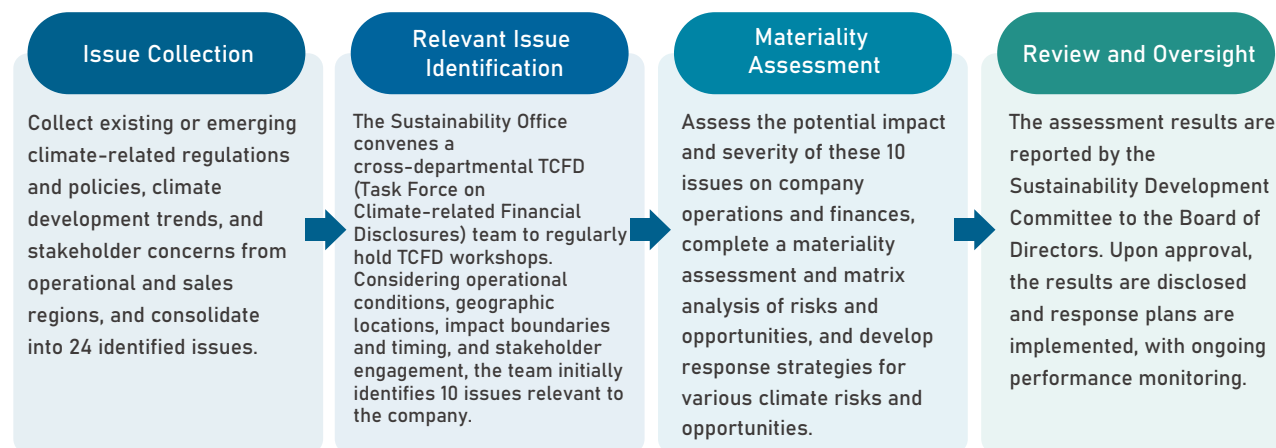 Issue Collection
Collect existing or emerging
climate-related regulations
and policies, climate
development trends, and
stakeholder concerns from
operational and sales
regions, and consolidate
into 24 identified issues.
Relevant Issue
Identification
The Sustainability Office
convenes a
cross-departmental TCFD
(Task Force on
Climate-related Financial
Disclosures) team to regularly
hold TCFD workshops.
Considering operational
conditions, geographic
locations, impact boundaries
and timing, and stakeholder
engagement, the team initially
identifies 10 issues relevant to
the company.
Materiality
Assessment
Assess the potential impact
and severity of these 10
issues on company
operations and finances,
complete a materiality
assessment and matrix
analysis of risks and
opportunities, and develop
response strategies for
various climate risks and
opportunities.
Review and Oversight
The assessment results are
reported by the
Sustainability Development
Committee to the Board of
Directors. Upon approval,
the results are disclosed
and response plans are
implemented, with ongoing
performance monitoring.